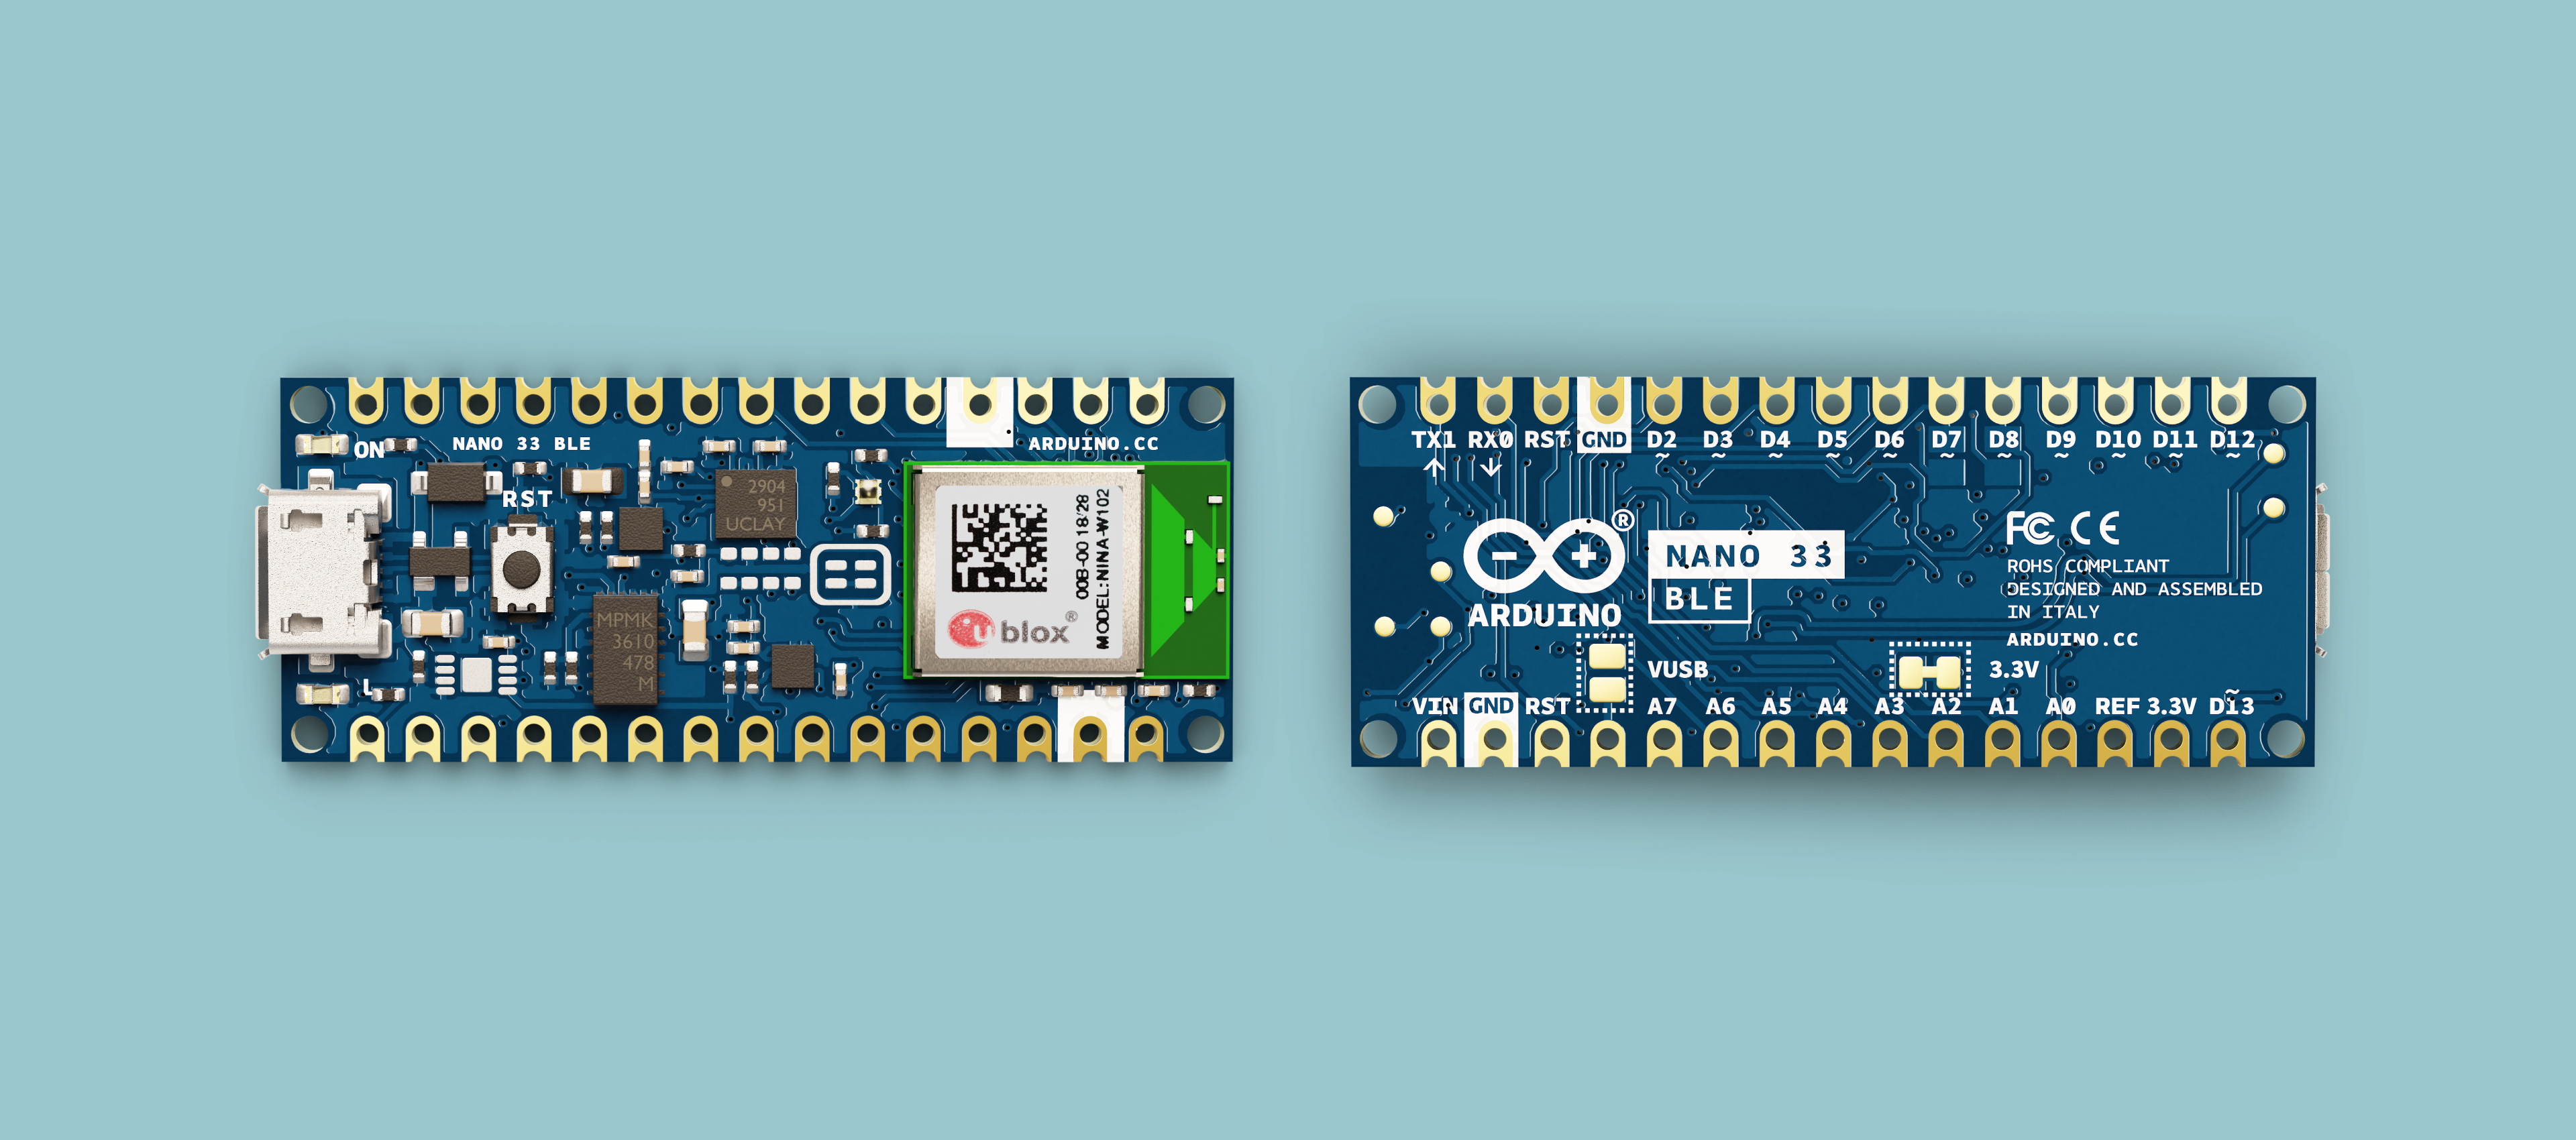 ON
NANO 33 BLE
ARDUINO.CC
RST
2904
951
UCLAY
MPMK
3610
478
M
L
00B-00 18/28
MODEL:NINA-W102
u blox®
TX1 RX0 RST GND D2 D3 D4 D5 D6 D7 D8 D9 D10 D11 D12
~ ~ ~ ~ ~ ~ ~ ~ ~ ~ ~
®
ARDUINO
NANO 33
BLE
FC CE
ROHS COMPLIANT
DESIGNED AND ASSEMBLED
IN ITALY
ARDUINO.CC
VUSB
3.3V
VIN GND RST A7 A6 A5 A4 A3 A2 A1 A0 REF 3.3V D13